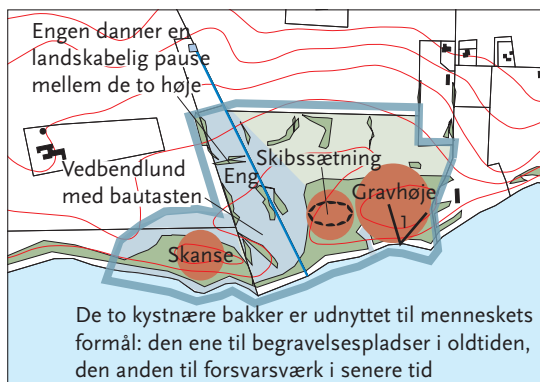 Engen danner en
landskabelig pause
mellem de to høje
Vedbendlund
med bautasten
Eng
Skibssætning
Gravhøje
1
Skanse
De to kystnære bakker er udnyttet til menneskets
formål: den ene til begravelsespladser i oldtiden,
den anden til forsvarsværk i senere tid